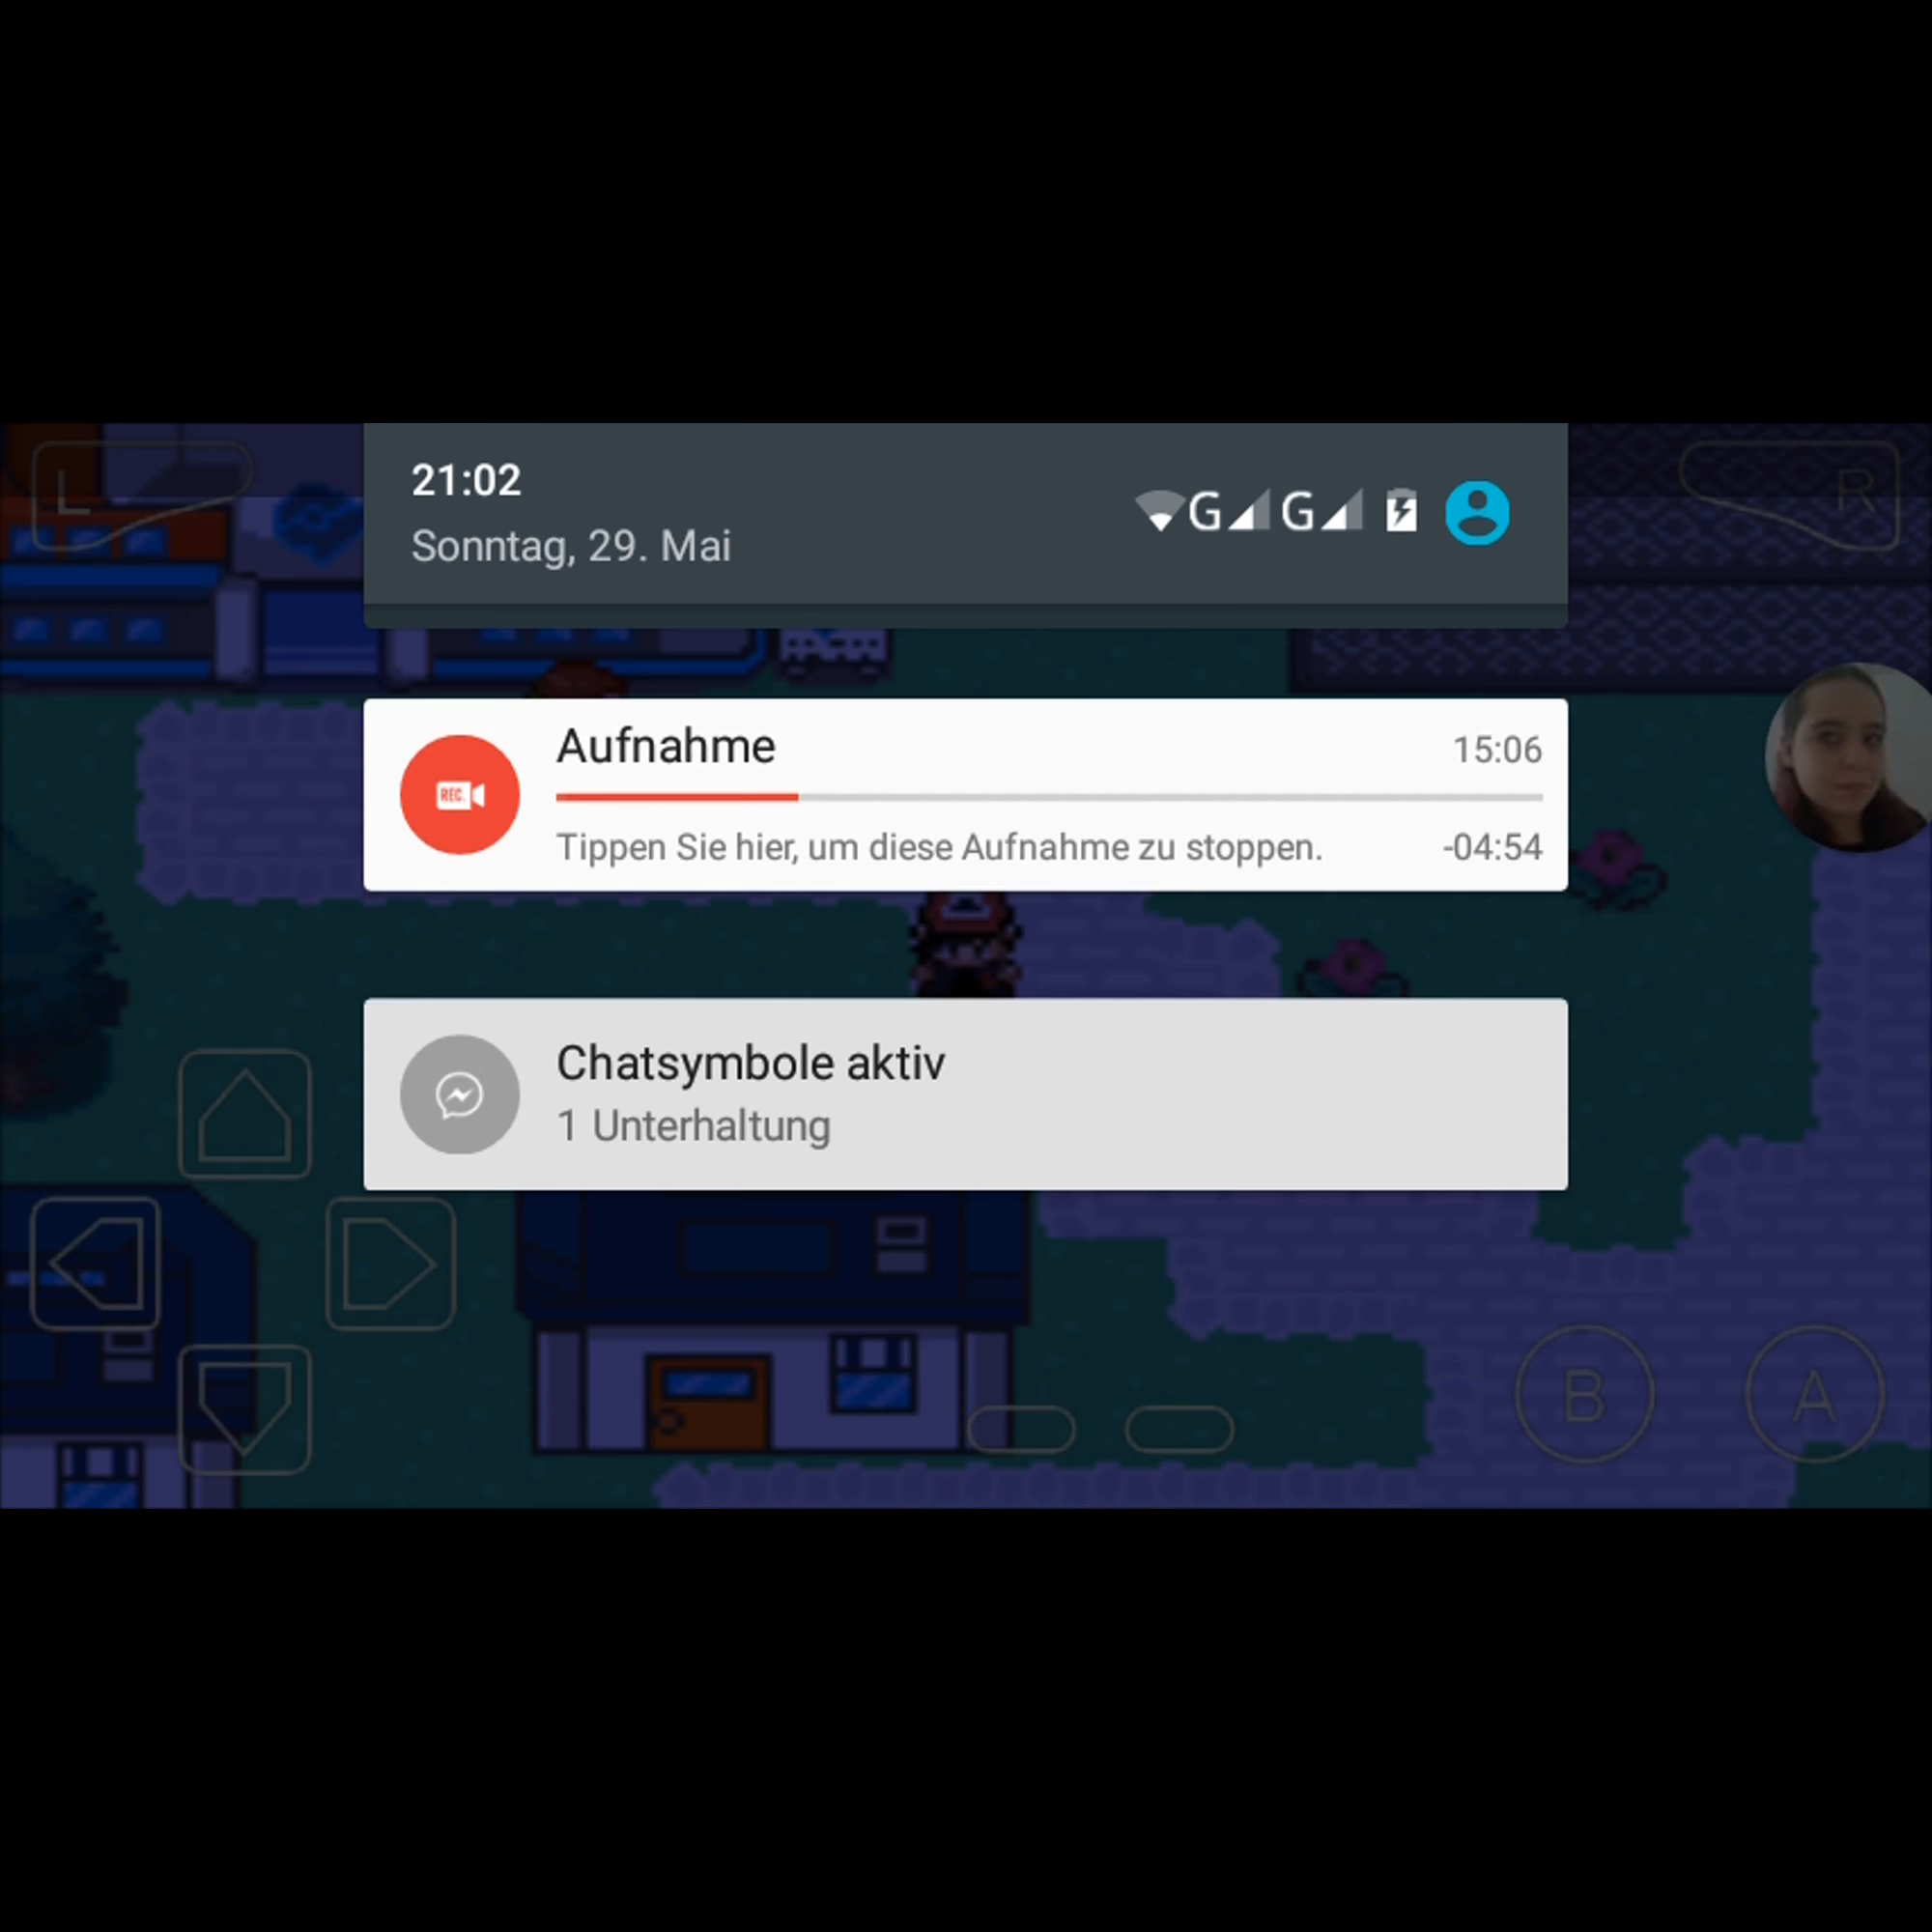 L
R
21:02
G G
Sonntag, 29. Mai
Aufnahme
15:06
REC.
Tippen Sie hier, um diese Aufnahme zu stoppen.
-04:54
Chatsymbole aktiv
1 Unterhaltung
B
A